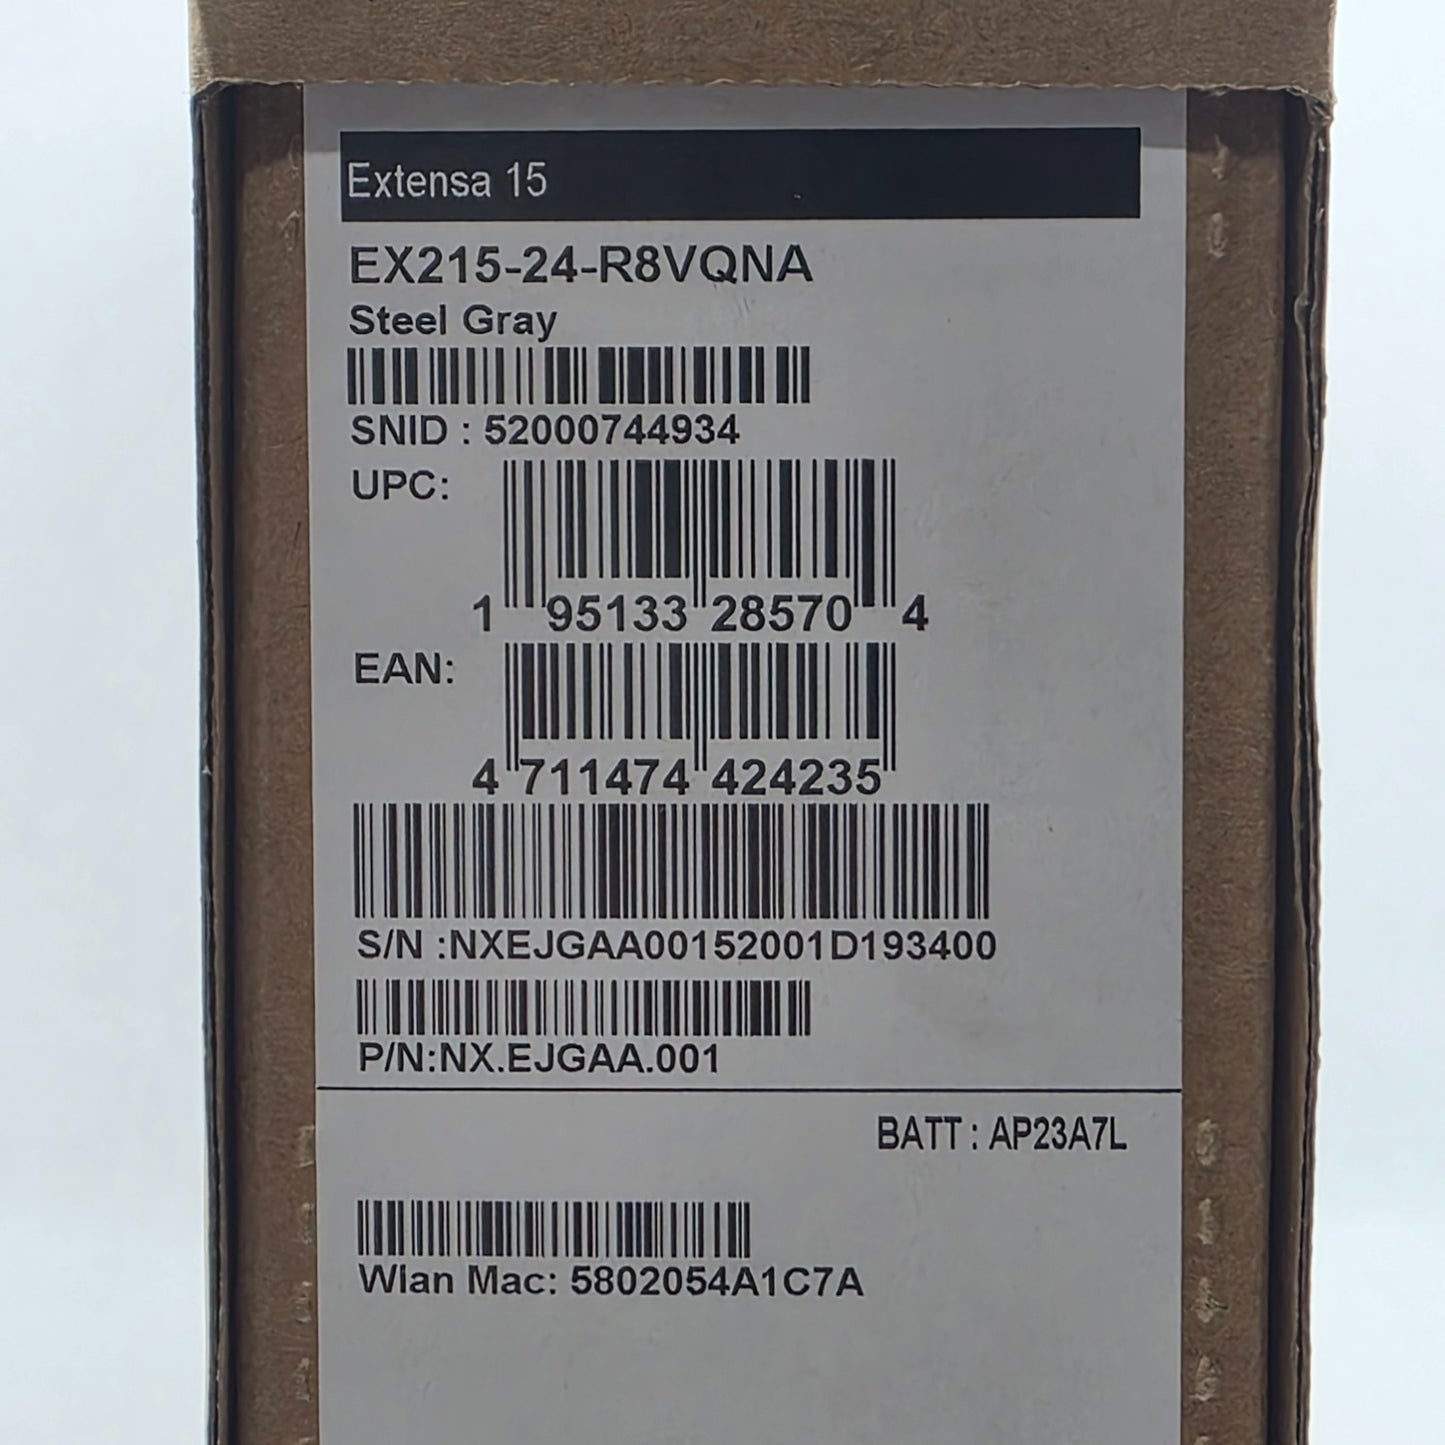 Extensa 15
EX215-24-R8VQNA
Steel Gray
SNID : 52000744934
UPC:
1 95133 28570 4
EAN:
4 711474 424235
S/N :NXEJGAA00152001D193400
P/N:NX.EJGAA.001
BATT : AP23A7L
Wlan Mac: 5802054A1C7A